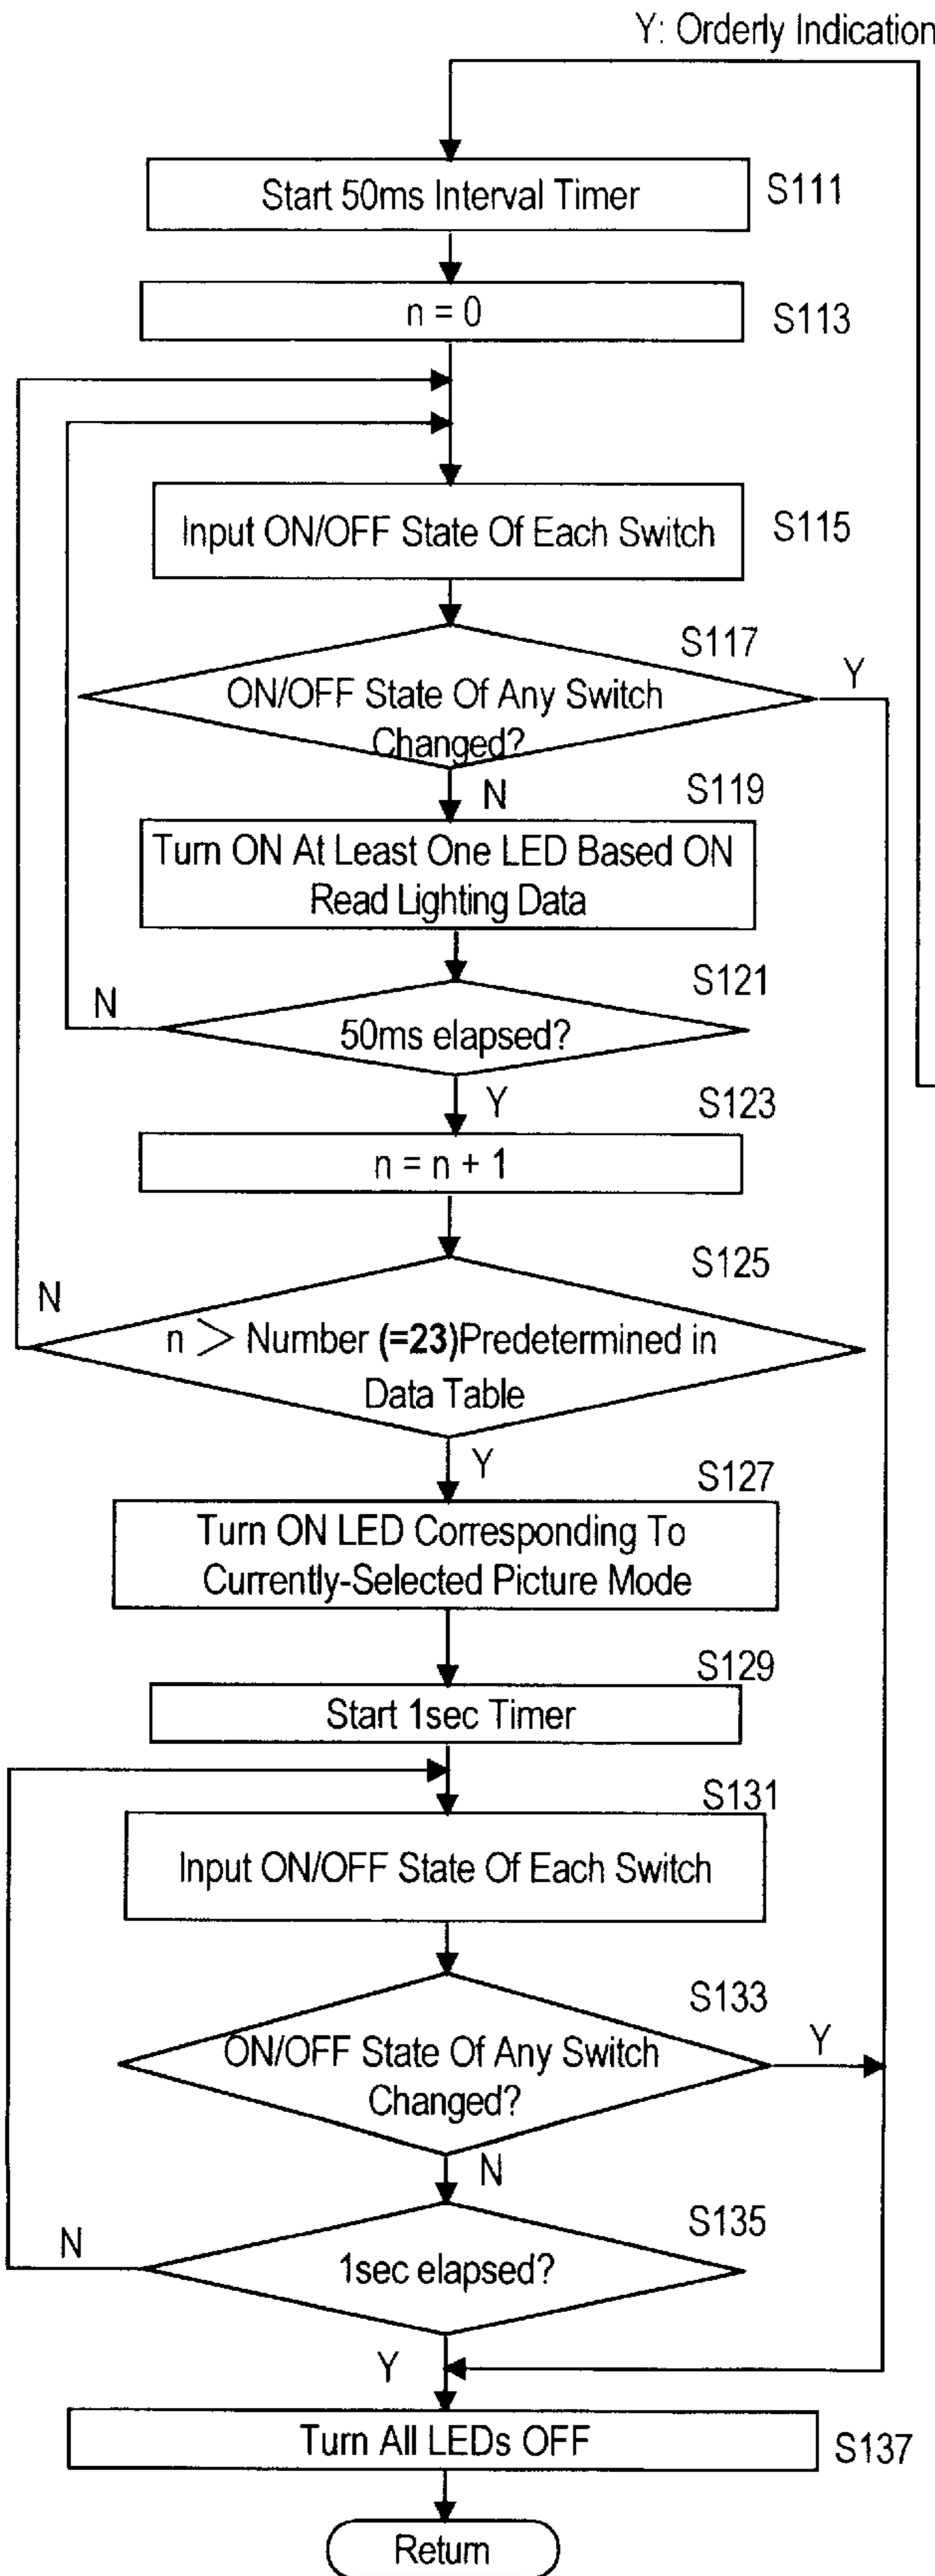 Y: Orderly Indication
Start 50ms Interval Timer
S111
n = 0
S113
Input ON/OFF State Of Each Switch
S115
S117
ON/OFF State Of Any Switch
Changed?
Y
N
S119
Turn ON At Least One LED Based ON
Read Lighting Data
S121
N
50ms elapsed?
Y
S123
n = n + 1
S125
N
n > Number (=23)Predetermined in
Data Table
Y
S127
Turn ON LED Corresponding To
Currently-Selected Picture Mode
S129
Start 1sec Timer
S131
Input ON/OFF State Of Each Switch
S133
ON/OFF State Of Any Switch
Changed?
Y
N
S135
N
1sec elapsed?
Y
Turn All LEDs OFF
S137
Return